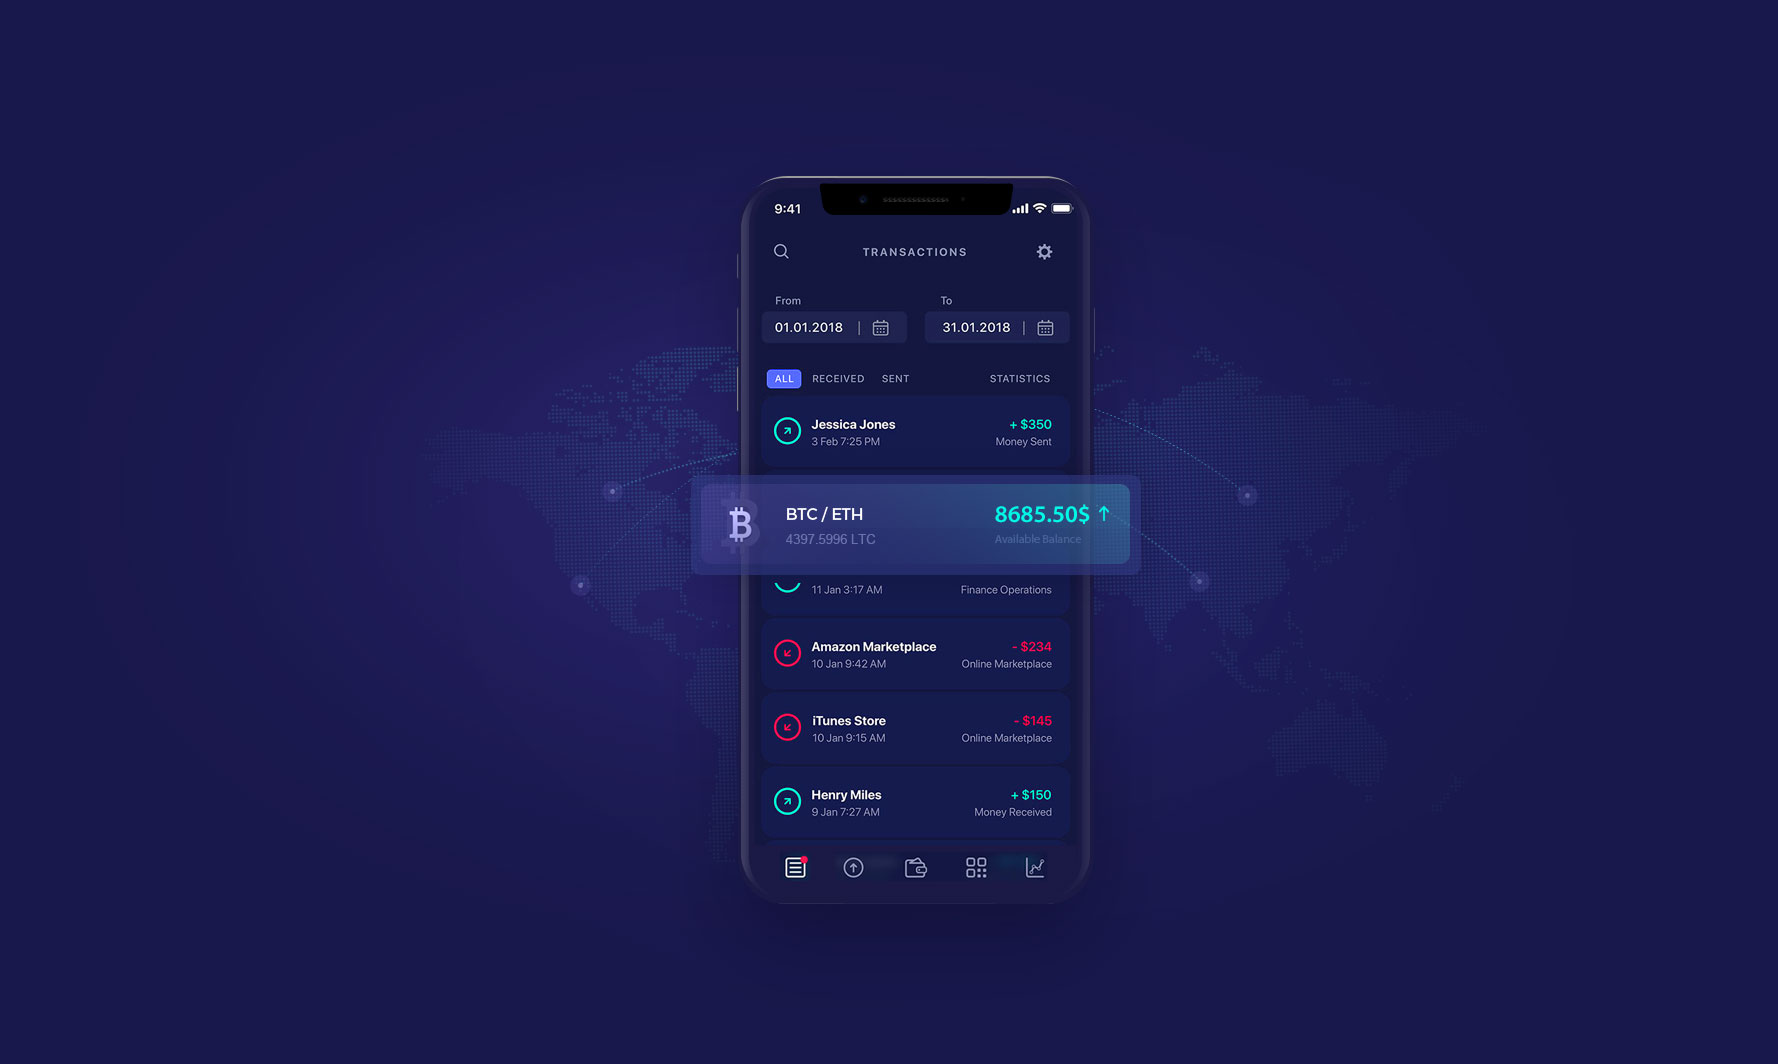 9:41
TRANSACTIONS
From To
01.01.2018 | 31.01.2018 |
ALL RECEIVED SENT STATISTICS
Jessica Jones + $350
3 Feb 7:25 PM Money Sent
BTC / ETH 8685.50$ ↑
4397.5996 LTC Available Balance
11 Jan 3:17 AM Finance Operations
Amazon Marketplace - $234
10 Jan 9:42 AM Online Marketplace
iTunes Store - $145
10 Jan 9:15 AM Online Marketplace
Henry Miles + $150
9 Jan 7:27 AM Money Received